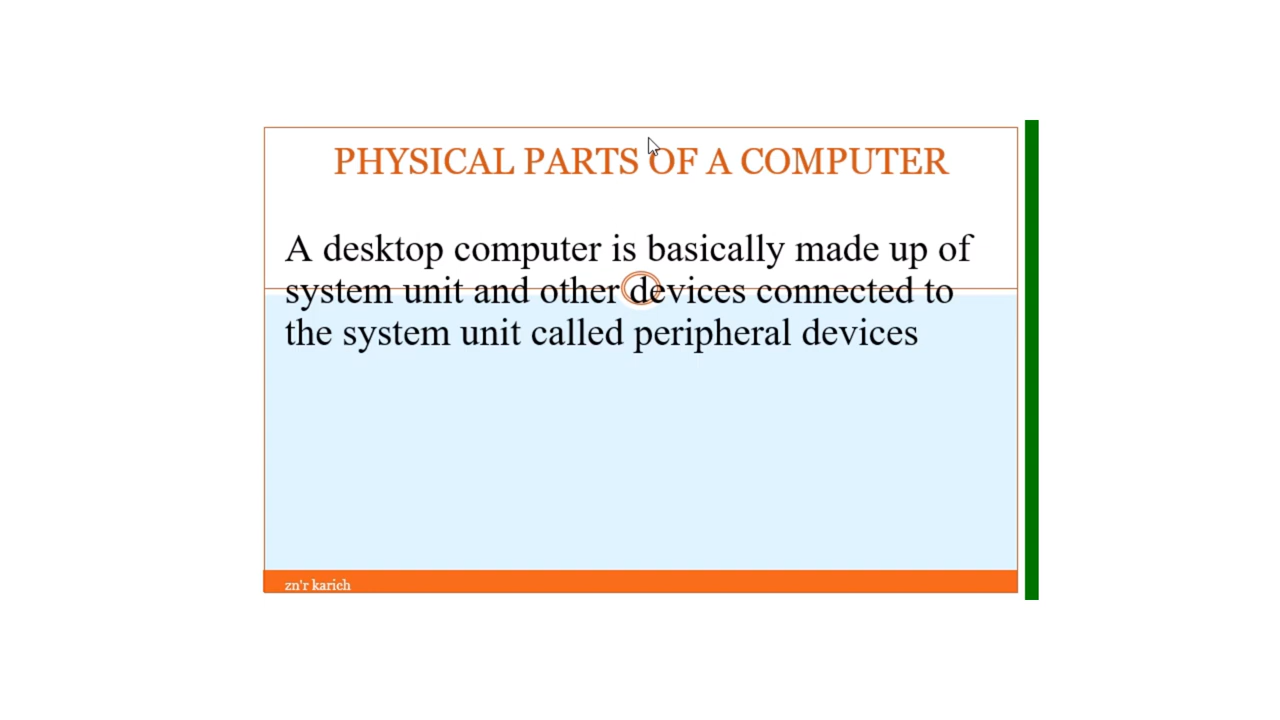 PHYSICAL PARTS OF A COMPUTER
A desktop computer is basically made up of
system unit and other devices connected to
the system unit called peripheral devices
zn'r karich